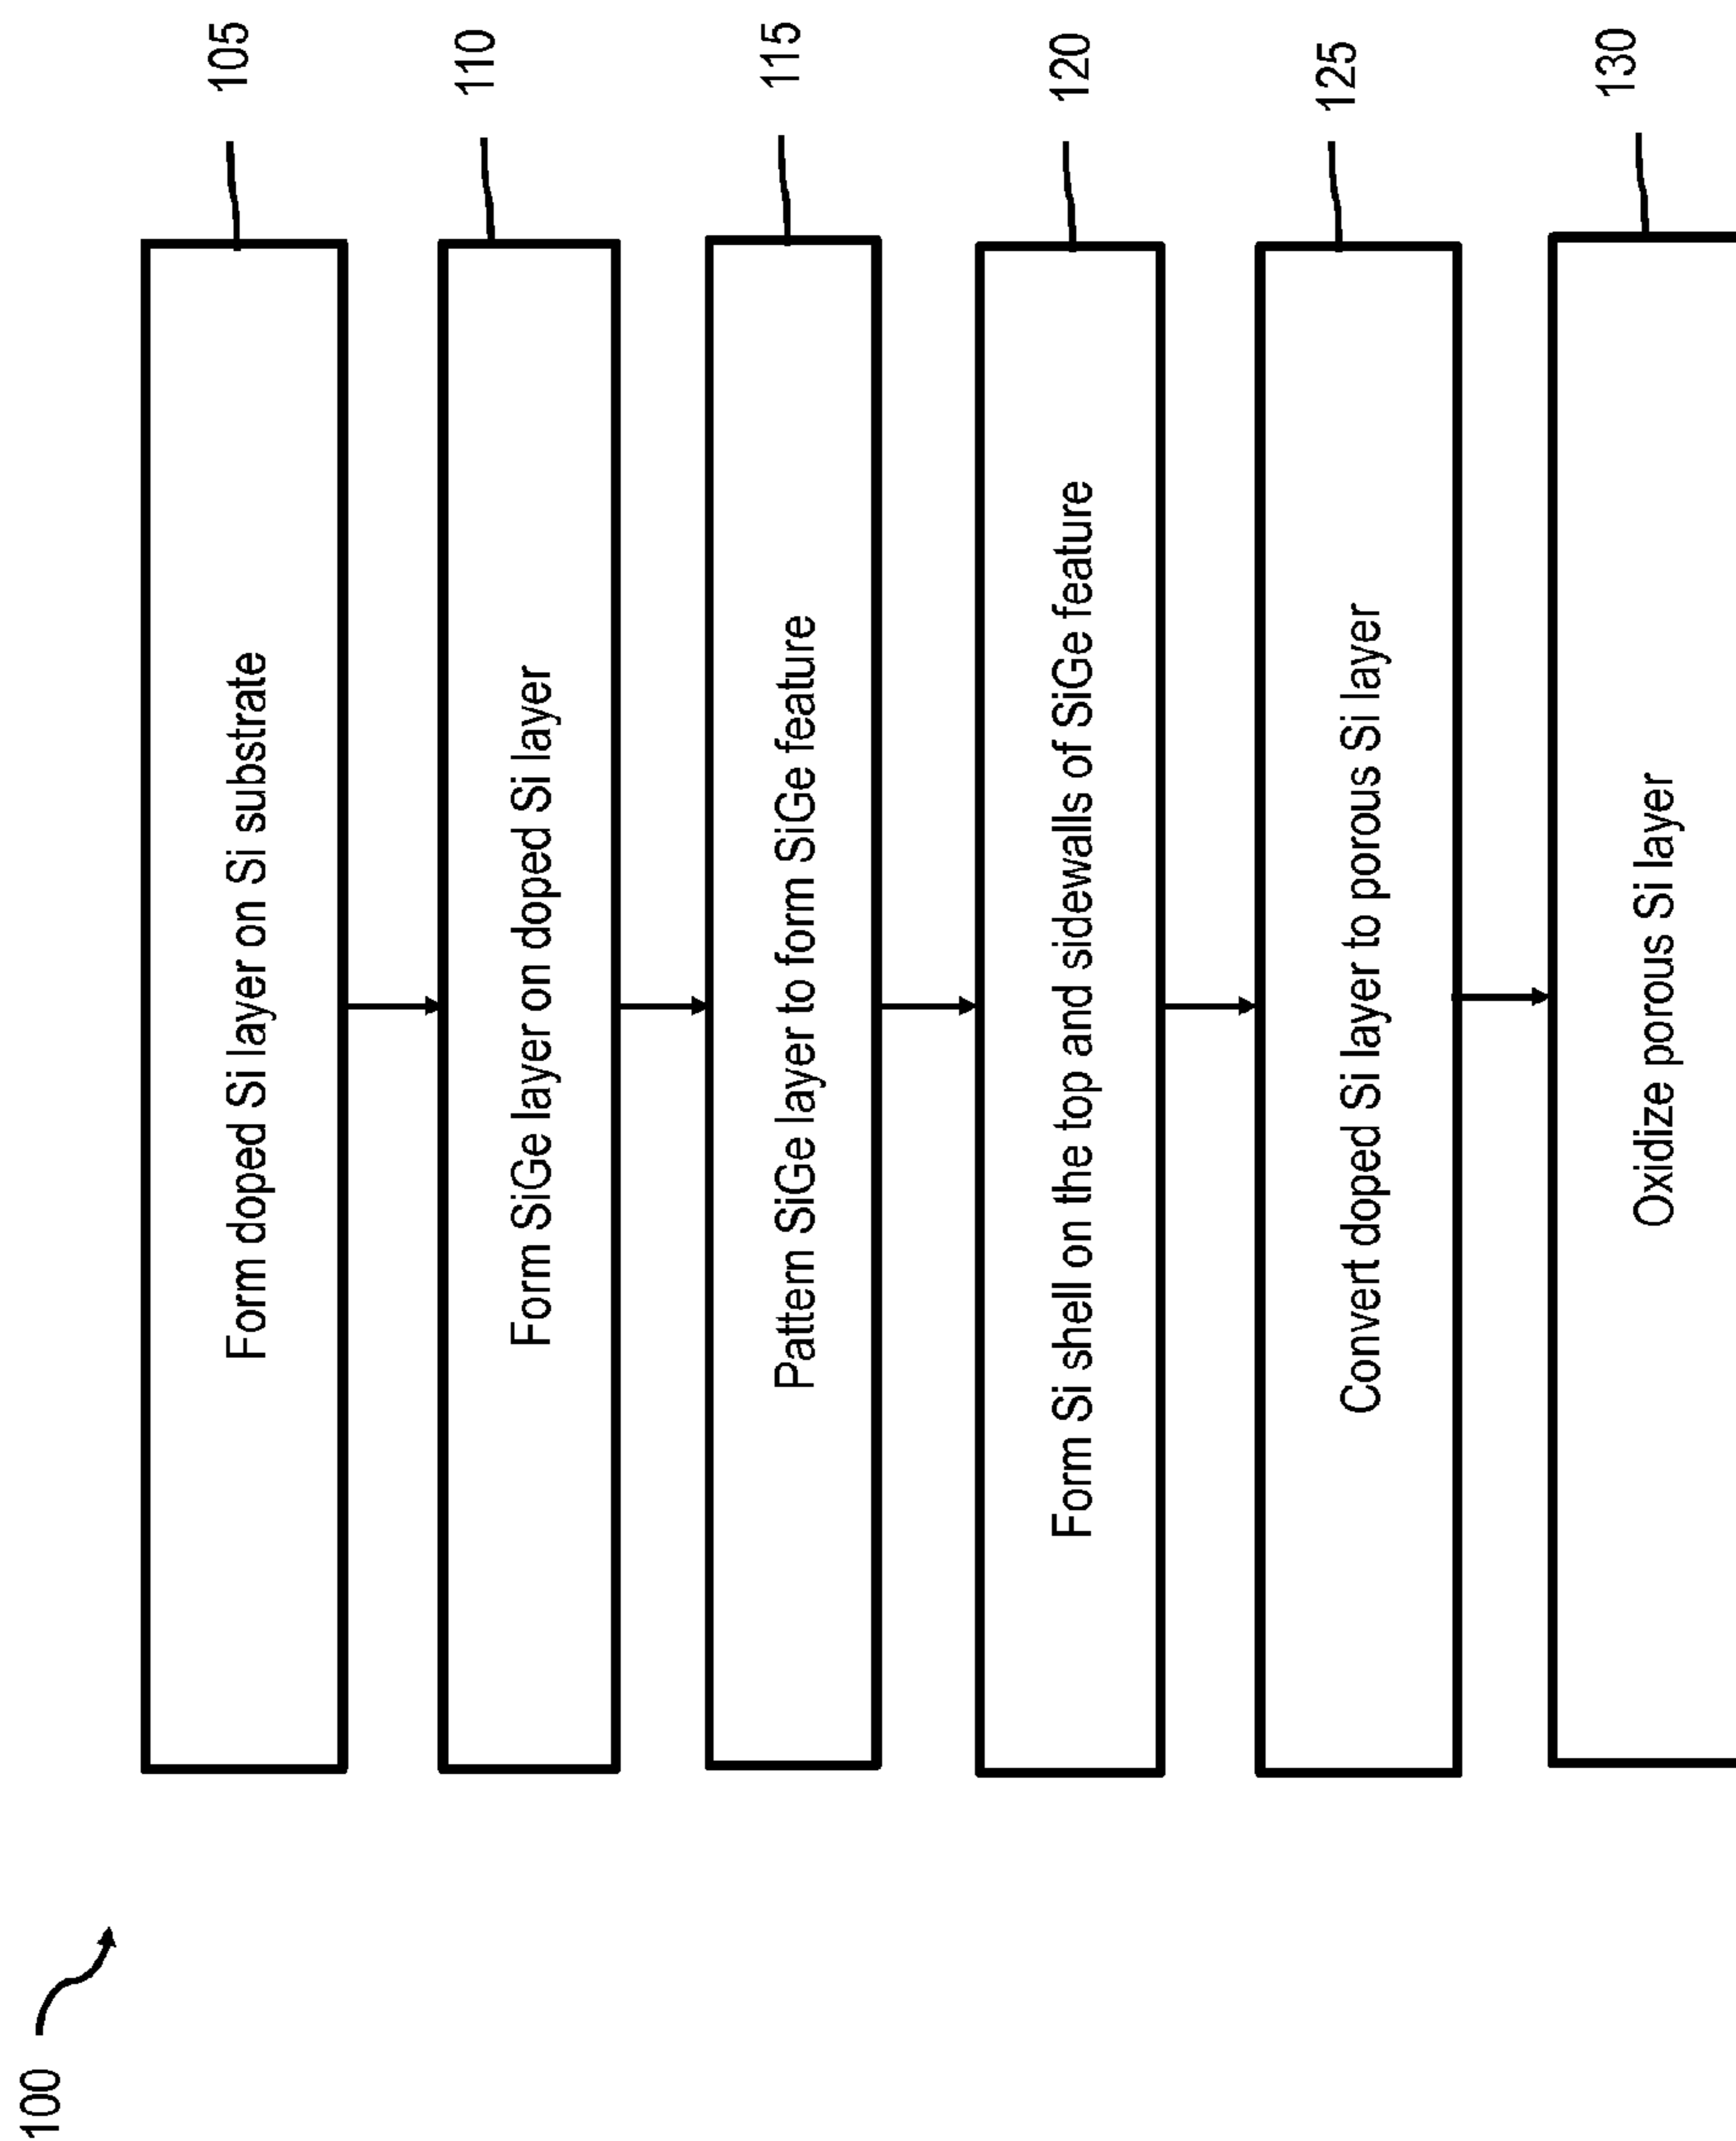 100
Form doped Si layer on Si substrate
105
Form SiGe layer on doped Si layer
110
Pattern SiGe layer to form SiGe feature
115
Form Si shell on the top and sidewalls of SiGe feature
120
Convert doped Si layer to porous Si layer
125
Oxidize porous Si layer
130